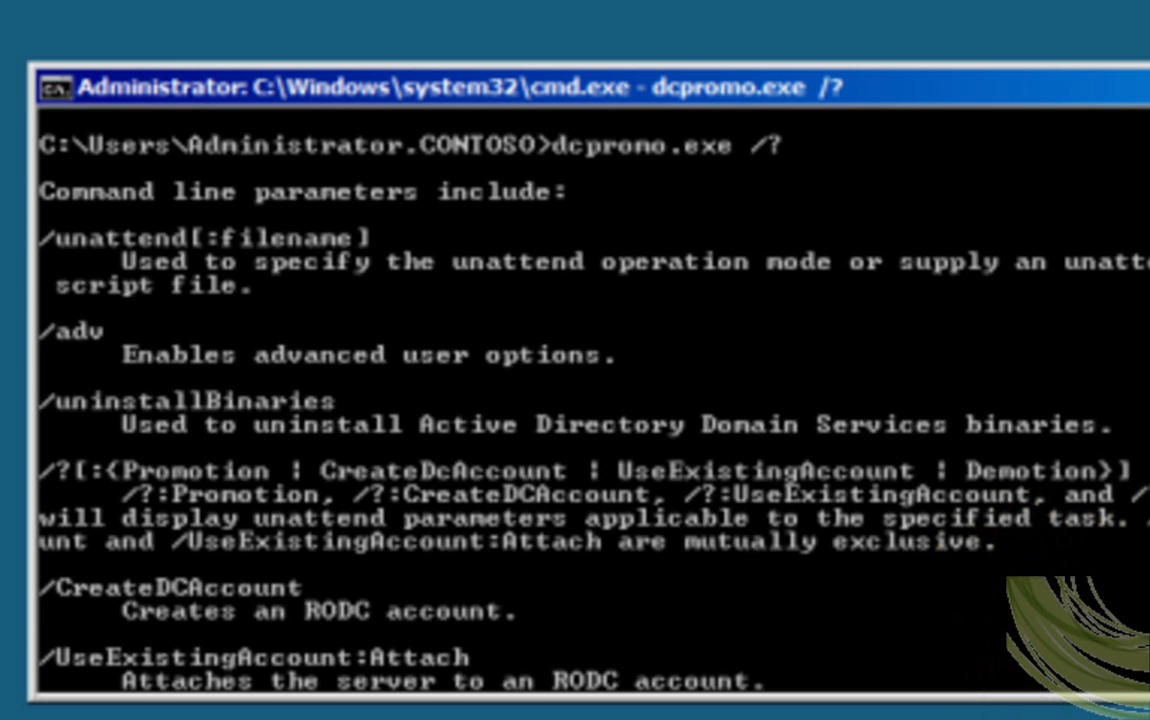 Administrator: C:\Windows\system32\cmd.exe - dcpromo.exe /?
C:\Users\Administrator.CONTOSO>dcpromo.exe /?
Command line parameters include:
/unattend[:filename]
Used to specify the unattend operation mode or supply an unatt
script file.
/adv
Enables advanced user options.
/uninstallBinaries
Used to uninstall Active Directory Domain Services binaries.
/?[:{Promotion | CreateDcAccount | UseExistingAccount | Demotion}]
/?:Promotion, /?:CreateDCAccount, /?:UseExistingAccount, and /
will display unattend parameters applicable to the specified task.
unt and /UseExistingAccount:Attach are mutually exclusive.
/CreateDCAccount
Creates an RODC account.
/UseExistingAccount:Attach
Attaches the server to an RODC account.